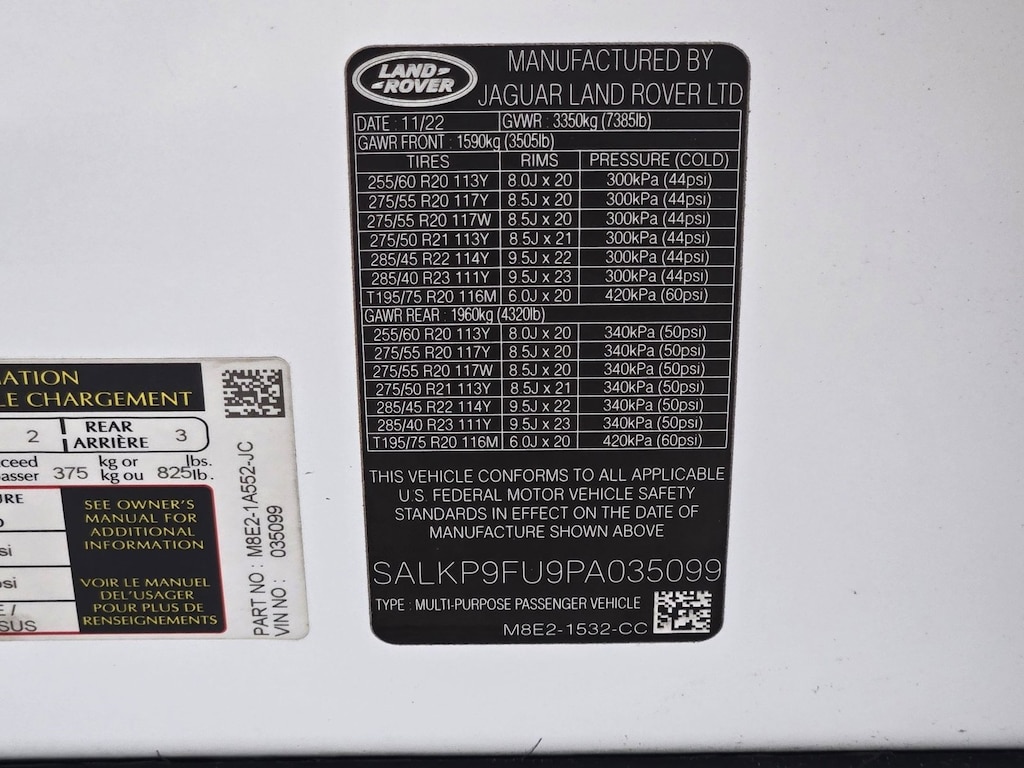 LAND ROVER
MANUFACTURED BY
JAGUAR LAND ROVER LTD
DATE : 11/22 GVWR : 3350kg (7385lb)
GAWR FRONT : 1590kg (3505lb)
TIRES RIMS PRESSURE (COLD)
255/60 R20 113Y 8.0J x 20 300kPa (44psi)
275/55 R20 117Y 8.5J x 20 300kPa (44psi)
275/55 R20 117W 8.5J x 20 300kPa (44psi)
275/50 R21 113Y 8.5J x 21 300kPa (44psi)
285/45 R22 114Y 9.5J x 22 300kPa (44psi)
285/40 R23 111Y 9.5J x 23 300kPa (44psi)
T195/75 R20 116M 6.0J x 20 420kPa (60psi)
GAWR REAR : 1960kg (4320lb)
255/60 R20 113Y 8.0J x 20 340kPa (50psi)
275/55 R20 117Y 8.5J x 20 340kPa (50psi)
275/55 R20 117W 8.5J x 20 340kPa (50psi)
275/50 R21 113Y 8.5J x 21 340kPa (50psi)
285/45 R22 114Y 9.5J x 22 340kPa (50psi)
285/40 R23 111Y 9.5J x 23 340kPa (50psi)
T195/75 R20 116M 6.0J x 20 420kPa (60psi)
THIS VEHICLE CONFORMS TO ALL APPLICABLE
U.S. FEDERAL MOTOR VEHICLE SAFETY
STANDARDS IN EFFECT ON THE DATE OF
MANUFACTURE SHOWN ABOVE
SALKP9FU9PA035099
TYPE : MULTI-PURPOSE PASSENGER VEHICLE
M8E2-1532-CC
ATION
LE CHARGEMENT
2 REAR 3
ARRIÈRE
ceed 375 kg or 825 lbs.
asser kg ou lb.
URE
SEE OWNER'S
MANUAL FOR
ADDITIONAL
INFORMATION
si
psi
VOIR LE MANUEL
DEL'USAGER
POUR PLUS DE
RENSEIGNEMENTS
E /
SUS
PART NO : M8E2-1A552-JC
VIN NO : 035099